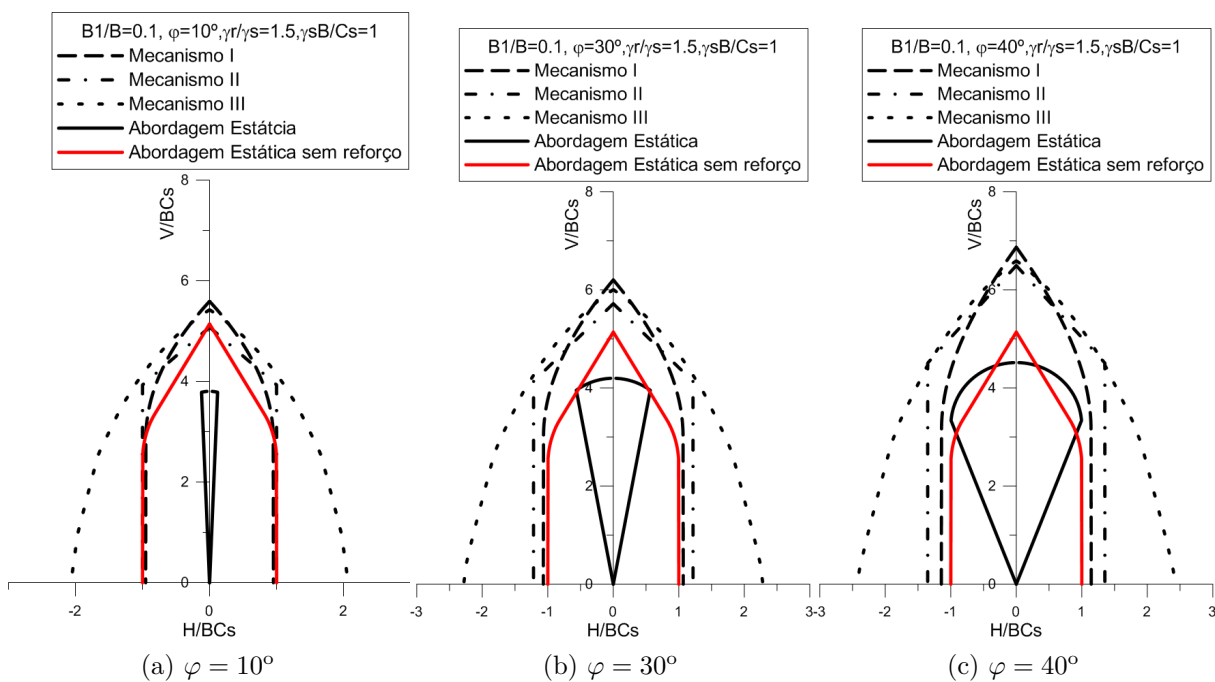 B1/B=0.1, φ=10º,γr/γs=1.5,γsB/Cs=1
Mecanismo I
Mecanismo II
Mecanismo III
Abordagem Estátcia
Abordagem Estática sem reforço
8
6
4
2
0
V/BCs
-2
0
2
H/BCs
(a) φ = 10º
B1/B=0.1, φ=30º,γr/γs=1.5,γsB/Cs=1
Mecanismo I
Mecanismo II
Mecanismo III
Abordagem Estática
Abordagem Estática sem reforço
8
6
4
2
0
V/BCs
-3
-2
-1
0
1
2
3
H/BCs
(b) φ = 30º
B1/B=0.1, φ=40º,γr/γs=1.5,γsB/Cs=1
Mecanismo I
Mecanismo II
Mecanismo III
Abordagem Estática
Abordagem Estática sem reforço
8
6
4
2
0
V/BCs
-3
-2
-1
0
1
2
3
H/BCs
(c) φ = 40º